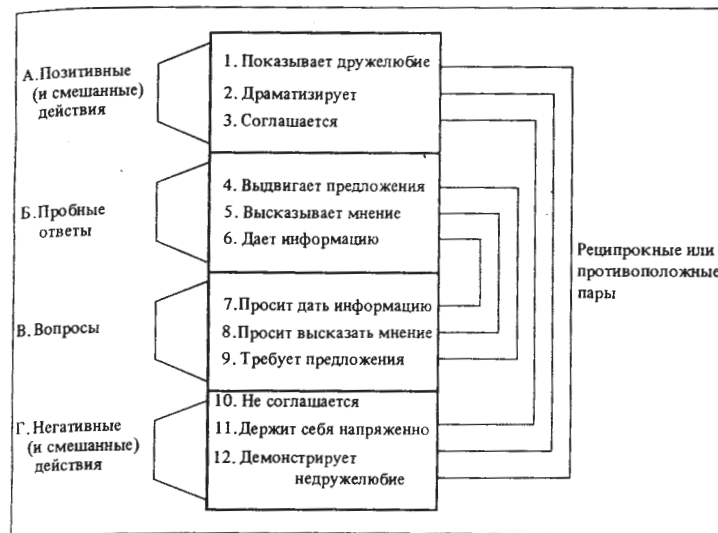 А.Позитивные
(и смешанные)
действия
1. Показывает дружелюбие
2. Драматизирует
3. Соглашается
Б.Пробные
ответы
4. Выдвигает предложения
5. Высказывает мнение
6. Дает информацию
В. Вопросы
7.Просит дать информацию
8.Просит высказать мнение
9. Требует предложения
Г. Негативные
(и смешанные)
действия
10. Не соглашается
11.Держит себя напряженно
12. Демонстрирует
недружелюбие
Реципрокные или
противоположные
пары